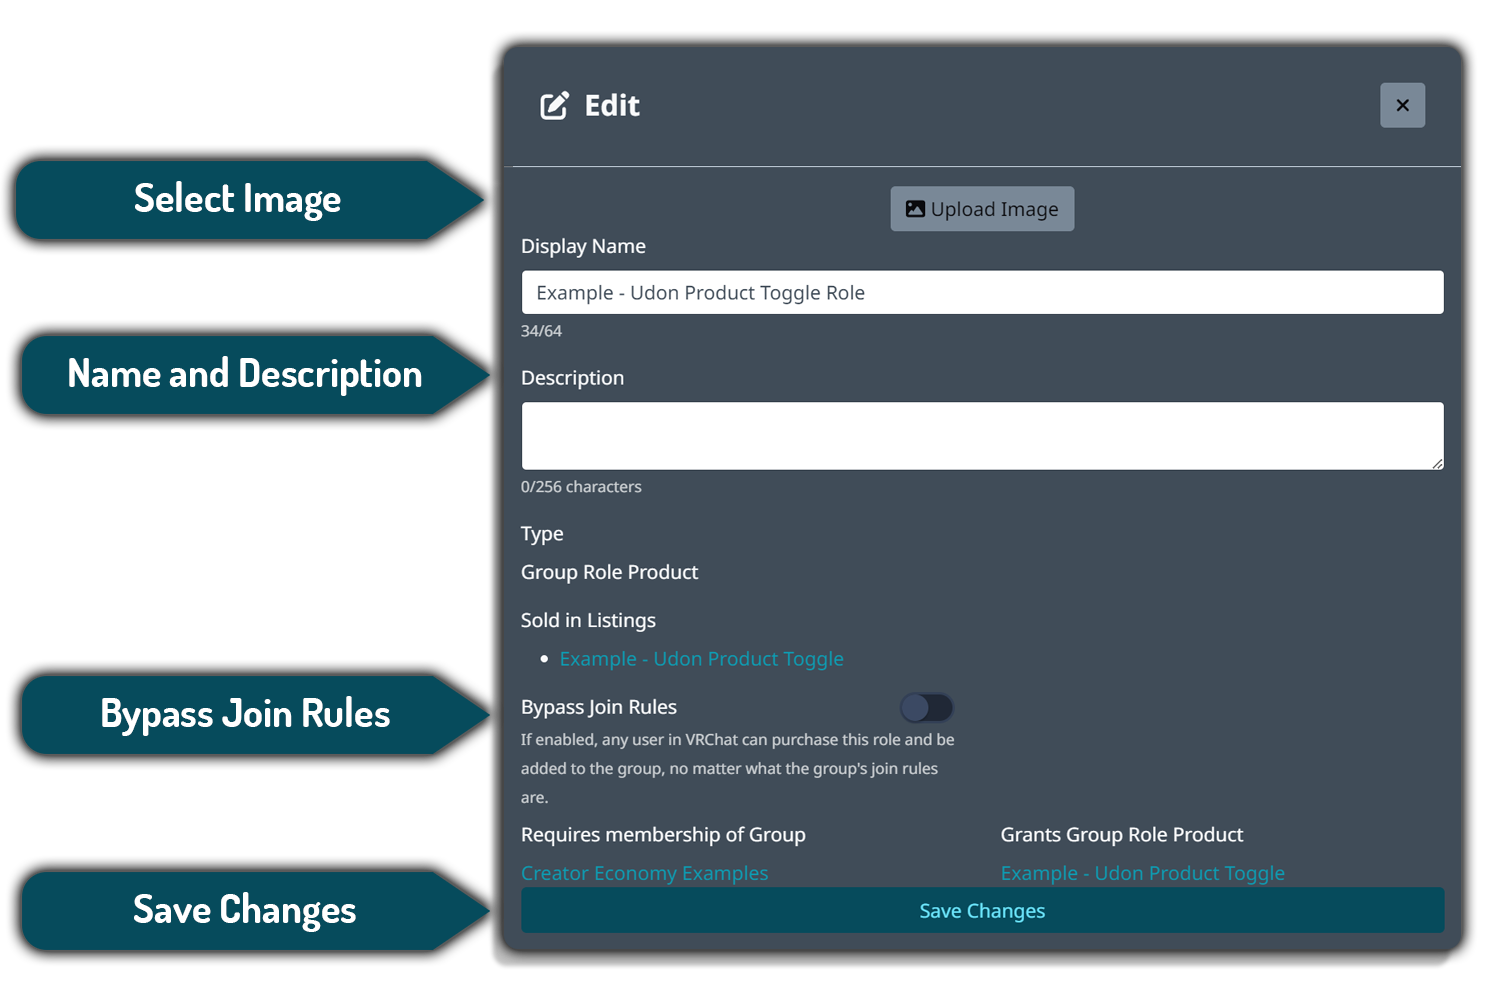 Edit
Select Image
Upload Image
Display Name
Example - Udon Product Toggle Role
34/64
Name and Description
Description
0/256 characters
Type
Group Role Product
Sold in Listings
Example - Udon Product Toggle
Bypass Join Rules
Bypass Join Rules
If enabled, any user in VRChat can purchase this role and be
added to the group, no matter what the group's join rules
are.
Requires membership of Group
Creator Economy Examples
Grants Group Role Product
Example - Udon Product Toggle
Save Changes
Save Changes